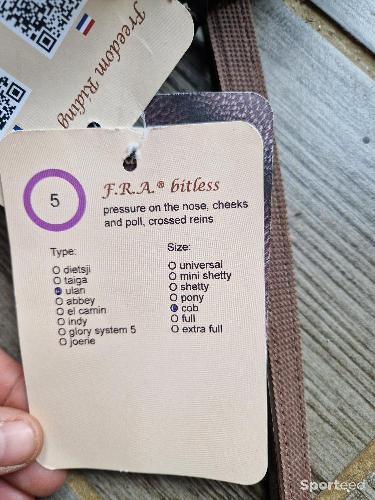 Freedom Riding
5
F.R.A.® bitless
pressure on the nose, cheeks
and poll, crossed reins
Type:
dietsji
taiga
ulan
abbey
el camin
indy
glory system 5
joerie
Size:
universal
mini shetty
shetty
pony
cob
full
extra full
Sporteed